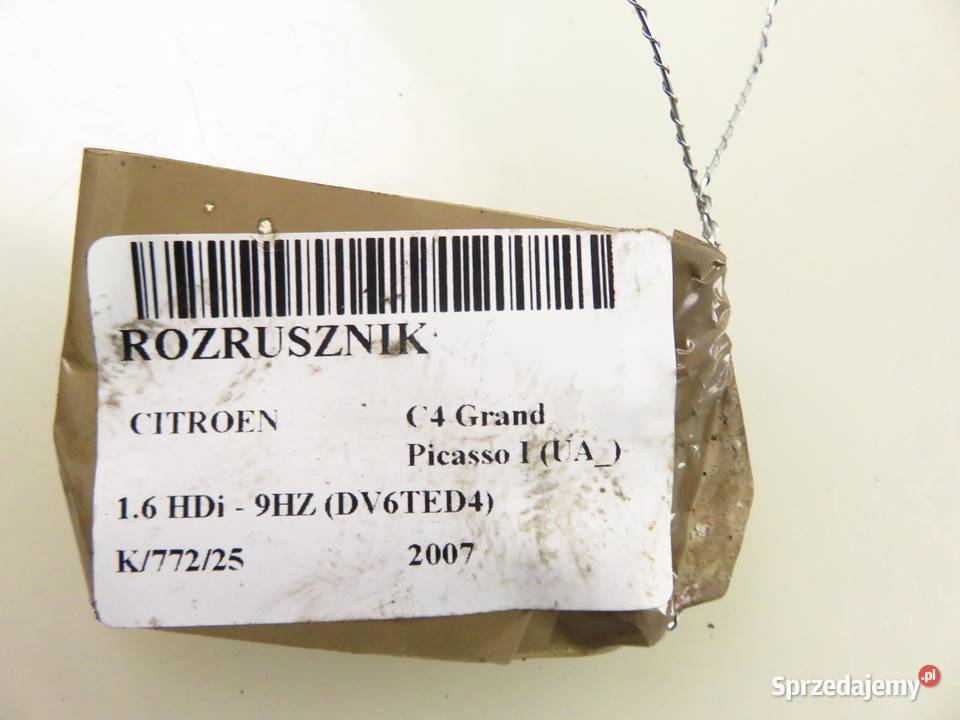 ROZRUSZNIK
CITROEN
C4 Grand
Picasso I (UA_)
1.6 HDi - 9HZ (DV6TED4)
K/772/25
2007
Sprzedajemy.pl